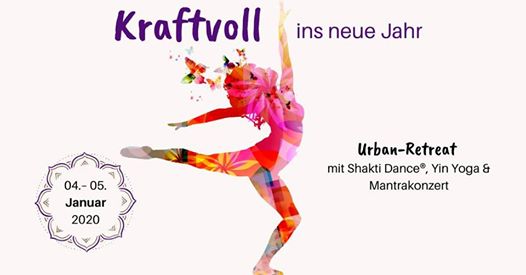 Kraftvoll ins neue Jahr
Urban-Retreat
mit Shakti Dance®, Yin Yoga &
Mantrakonzert
04.– 05.
Januar
2020